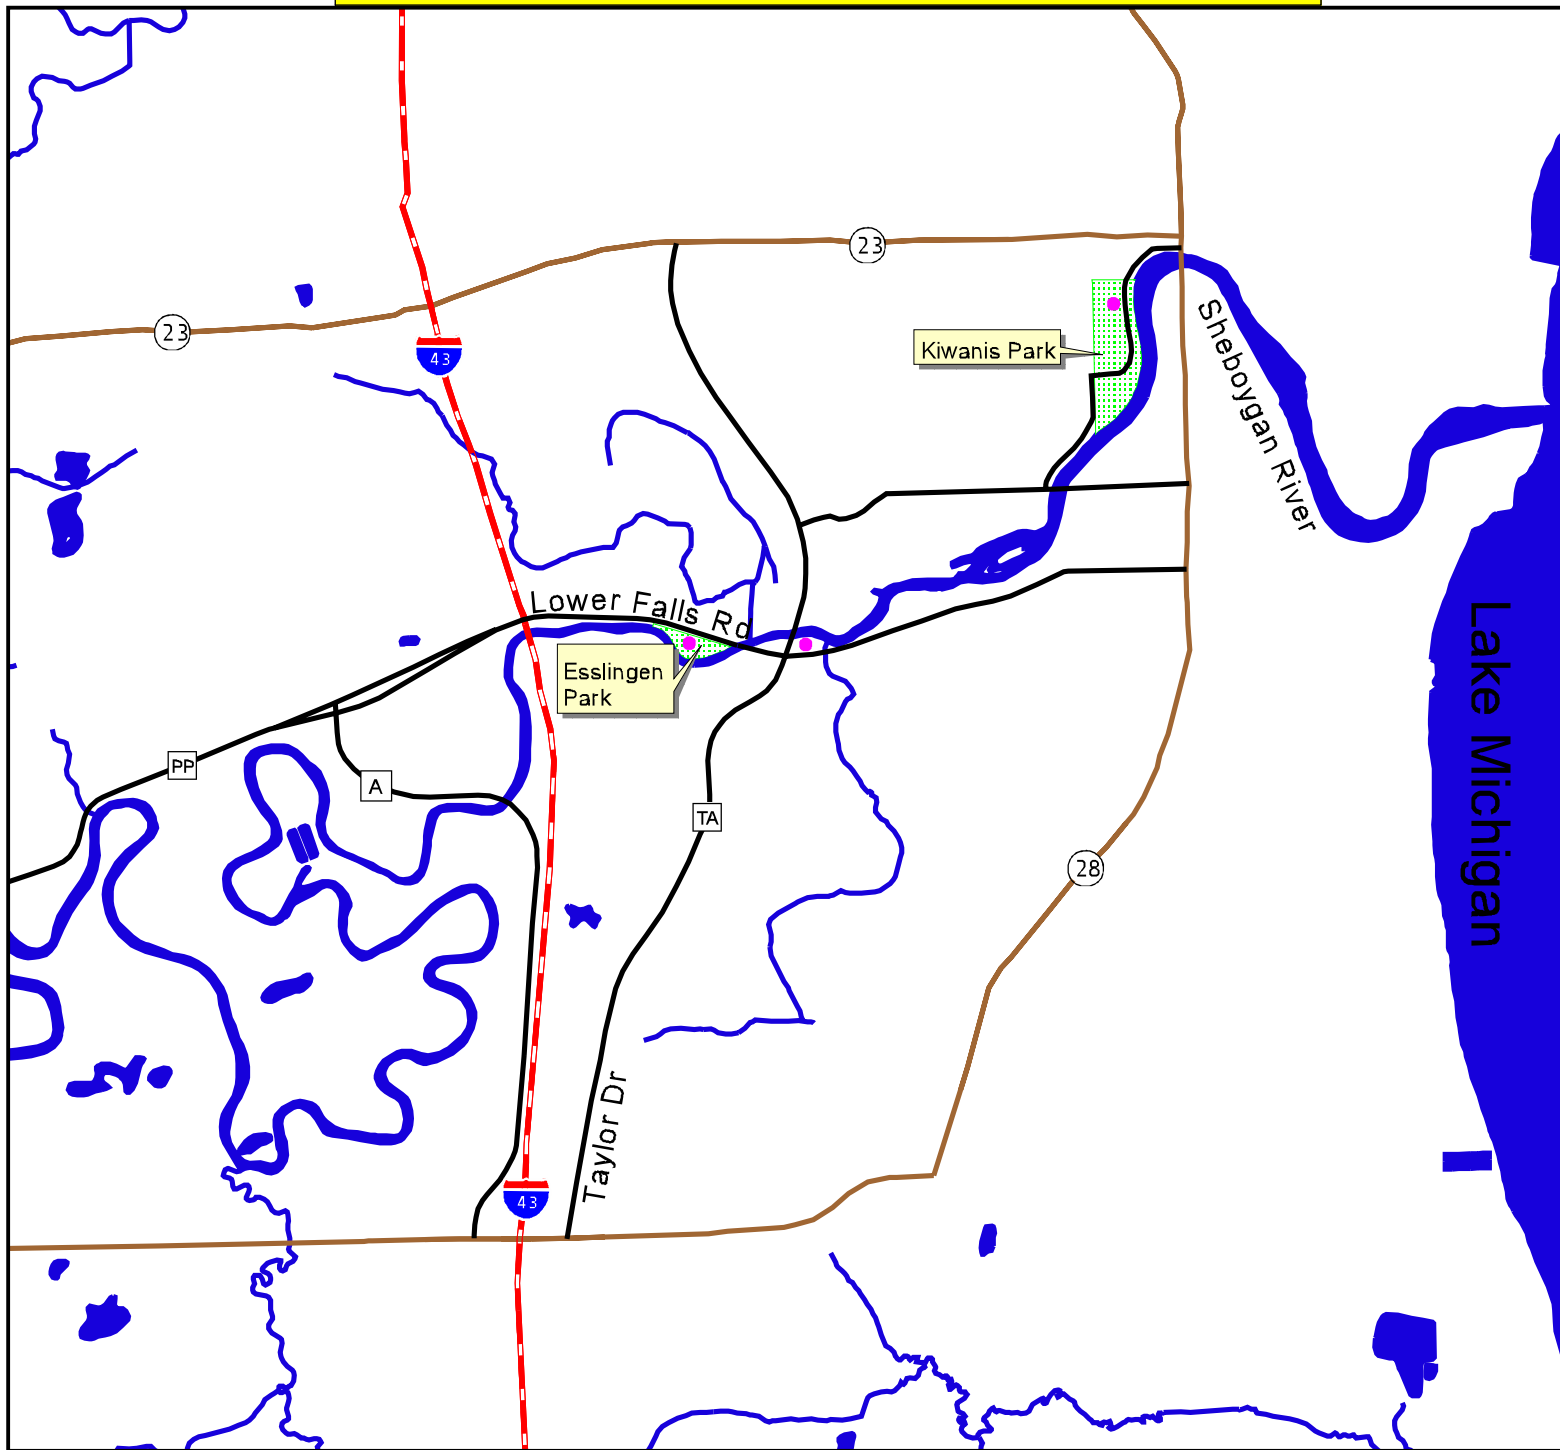 23
23
Sheboygan River
43
Kiwanis Park
Lower Falls Rd
Esslingen
Park
Lake Michigan
PP
A
TA
28
Taylor Dr
43